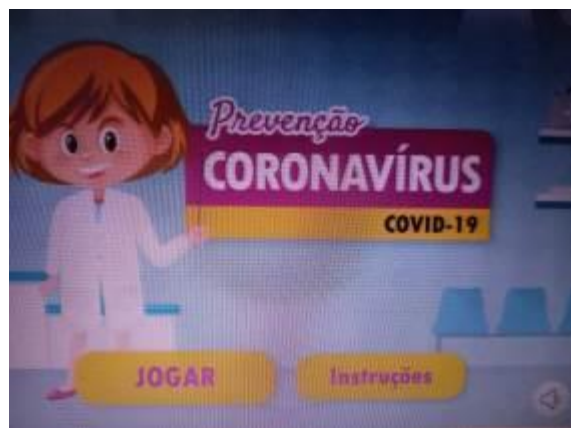 Prevenção
CORONAVÍRUS
COVID-19
JOGAR
Instruções